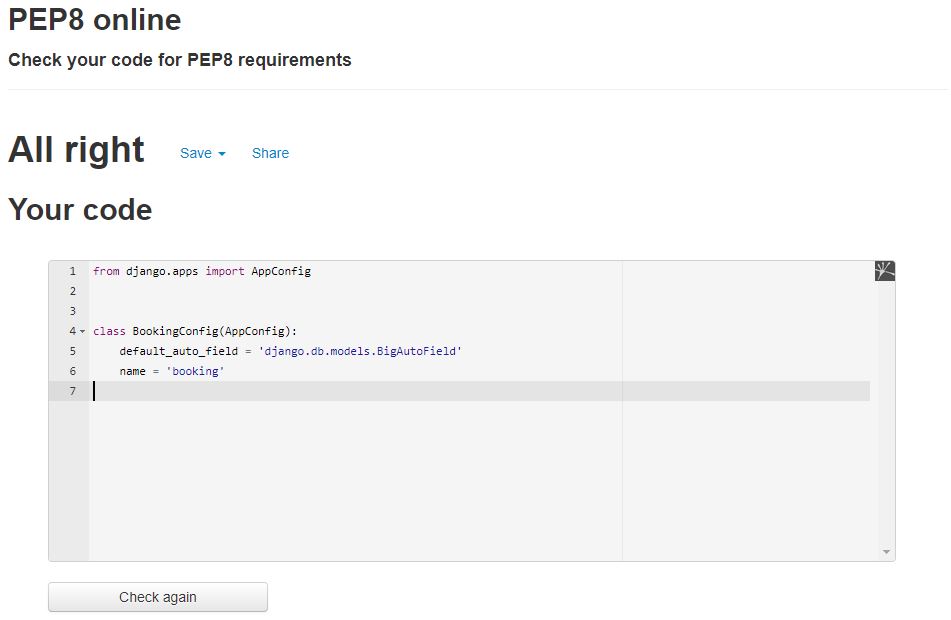 PEP8 online
Check your code for PEP8 requirements
All right Save Share
Your code
1 from django.apps import AppConfig
2
3
4 class BookingConfig(AppConfig):
5     default_auto_field = 'django.db.models.BigAutoField'
6     name = 'booking'
7
Check again